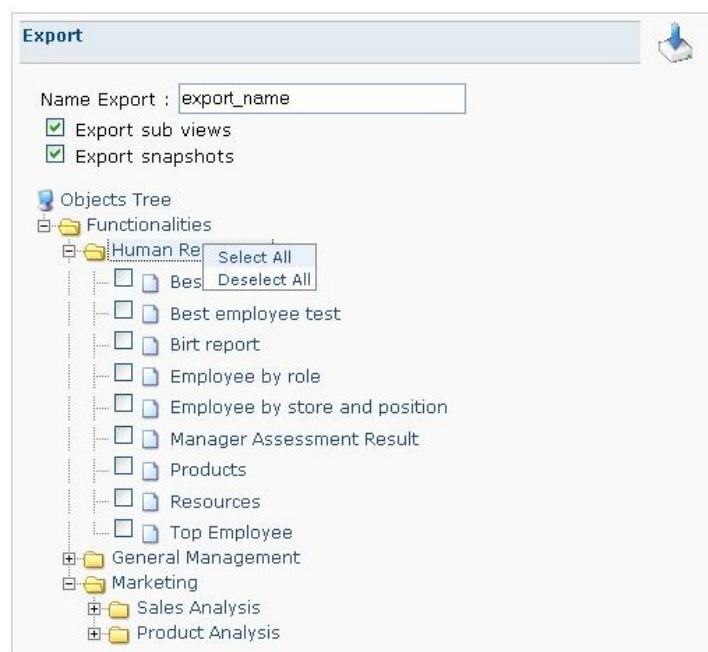 Export
Name Export : export_name
Export sub views
Export snapshots
Objects Tree
Functionalities
Human Re
Select All
Deselect All
Bes
Best employee test
Birt report
Employee by role
Employee by store and position
Manager Assessment Result
Products
Resources
Top Employee
General Management
Marketing
Sales Analysis
Product Analysis